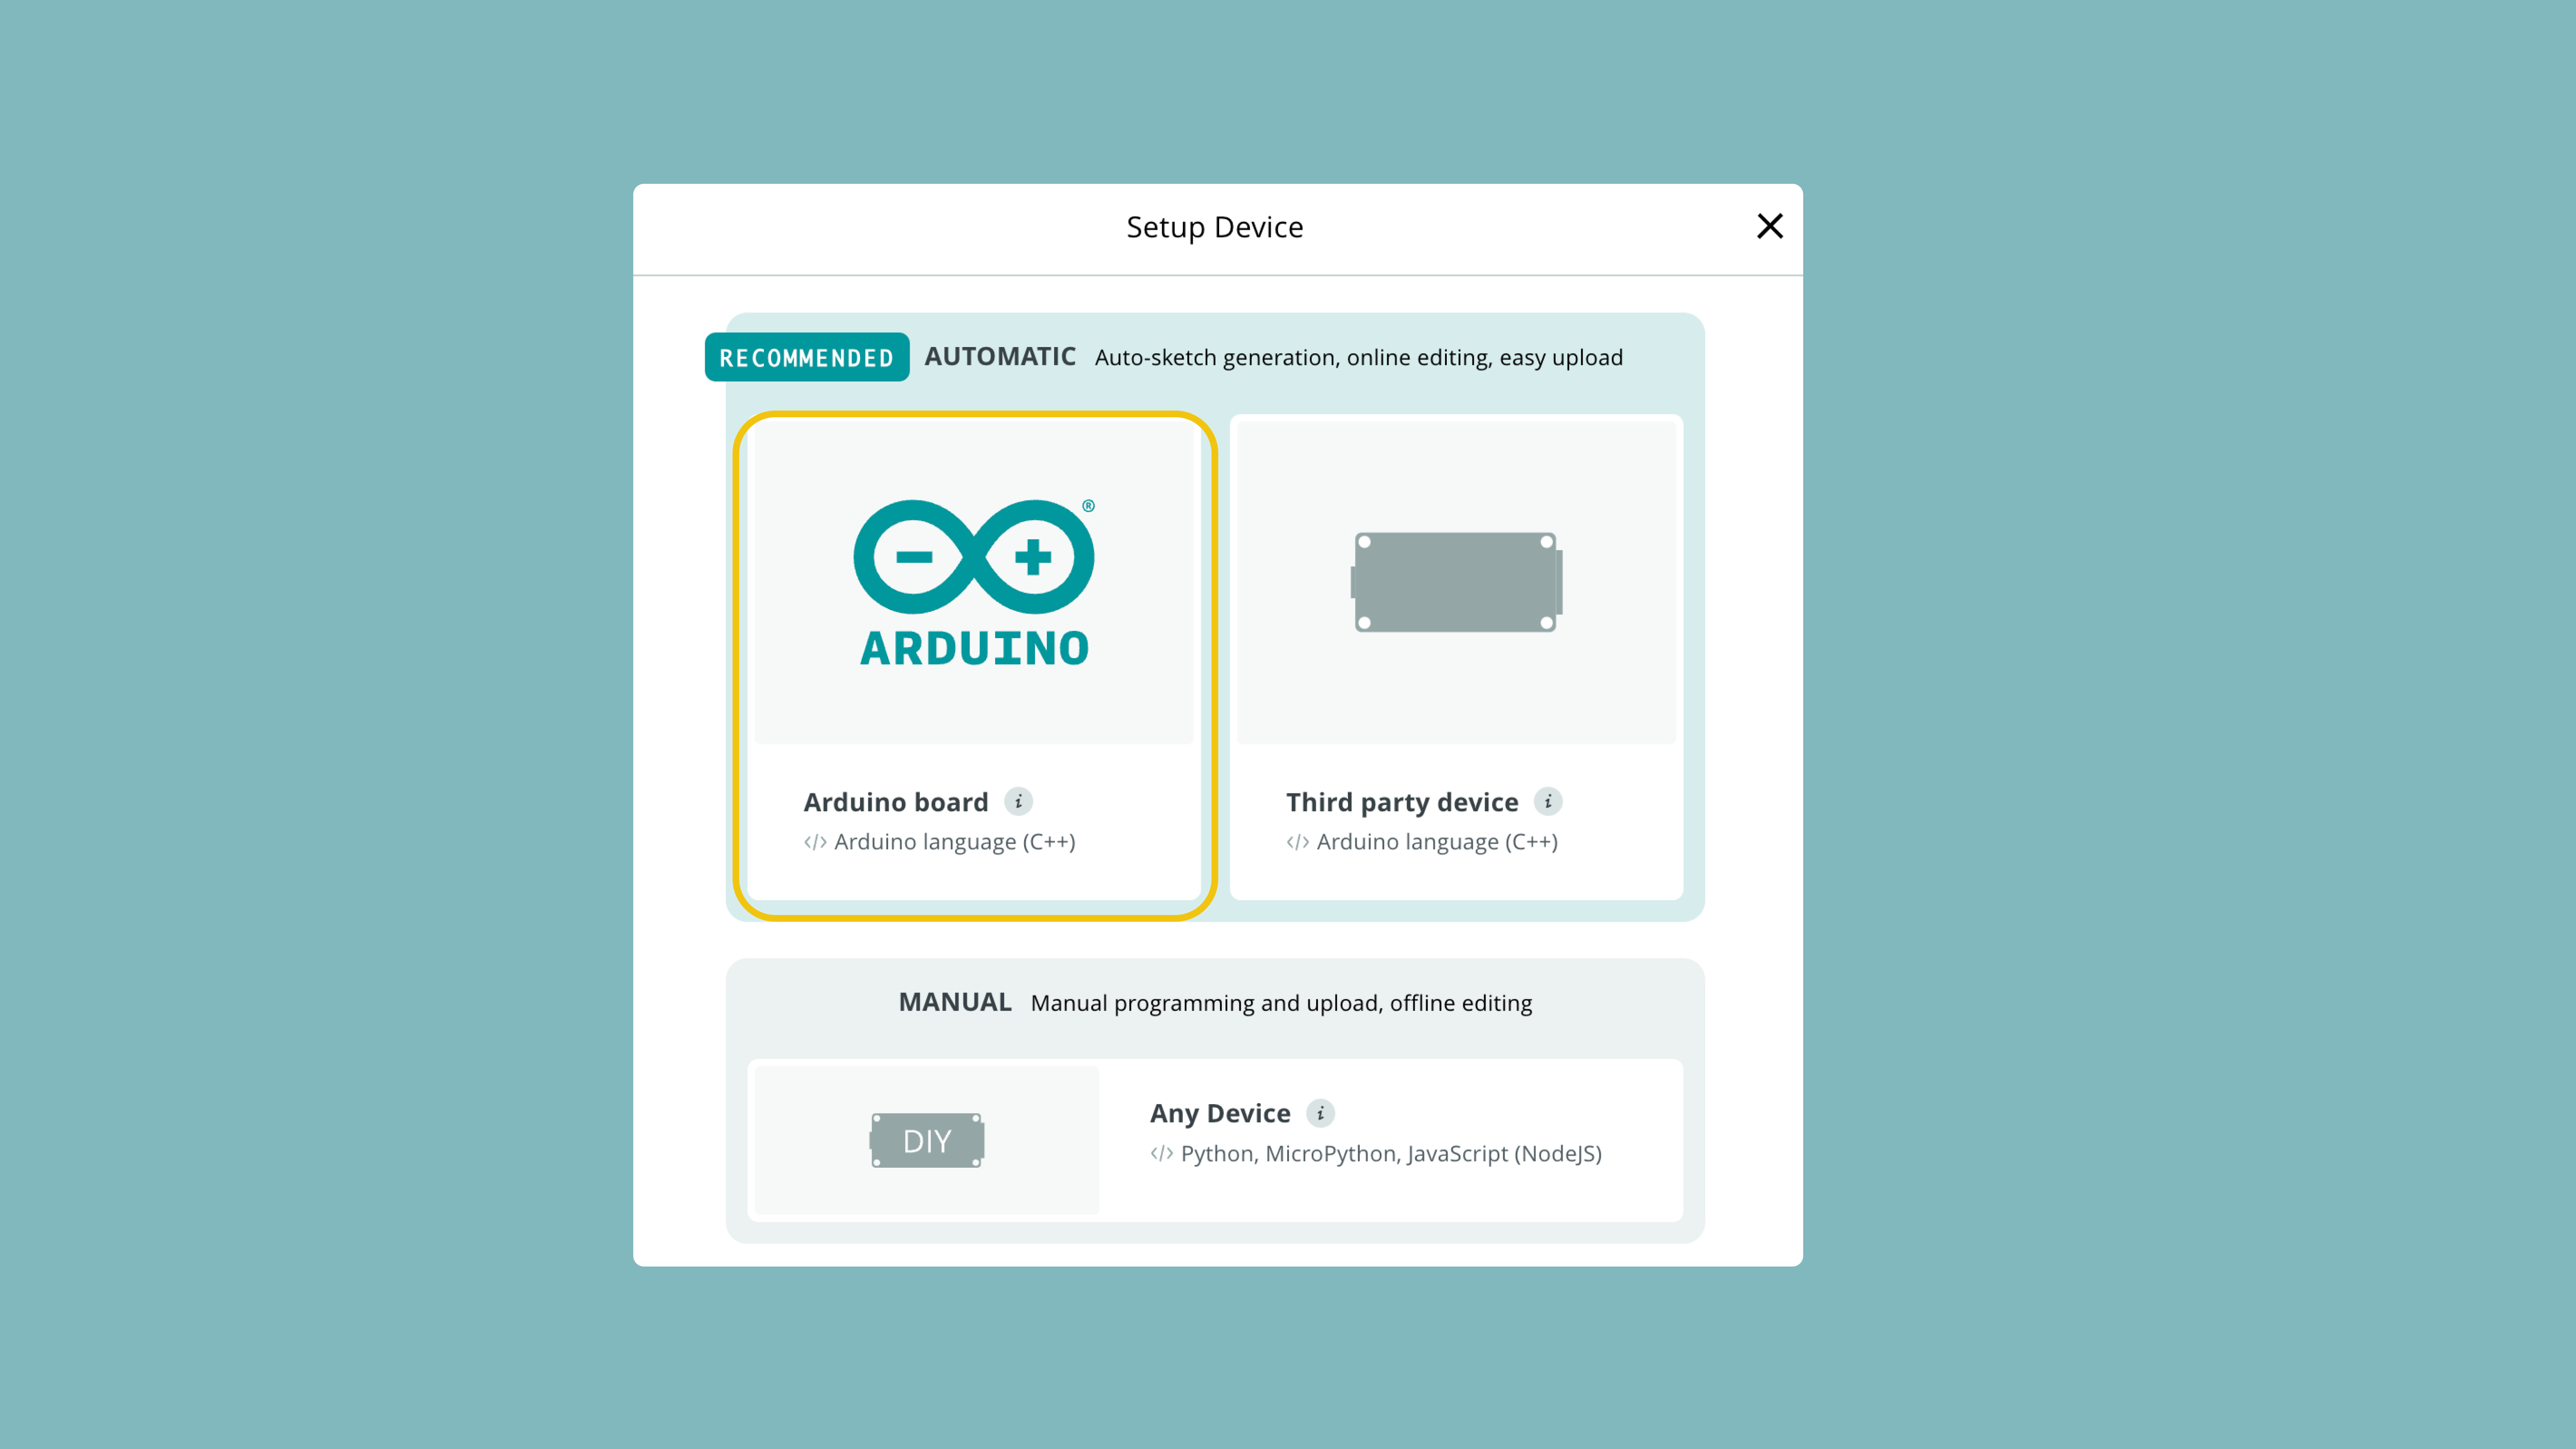 Setup Device
RECOMMENDED AUTOMATIC Auto-sketch generation, online editing, easy upload
®
ARDUINO
Arduino board i
</> Arduino language (C++)
Third party device i
</> Arduino language (C++)
MANUAL Manual programming and upload, offline editing
DIY
Any Device i
</> Python, MicroPython, JavaScript (NodeJS)